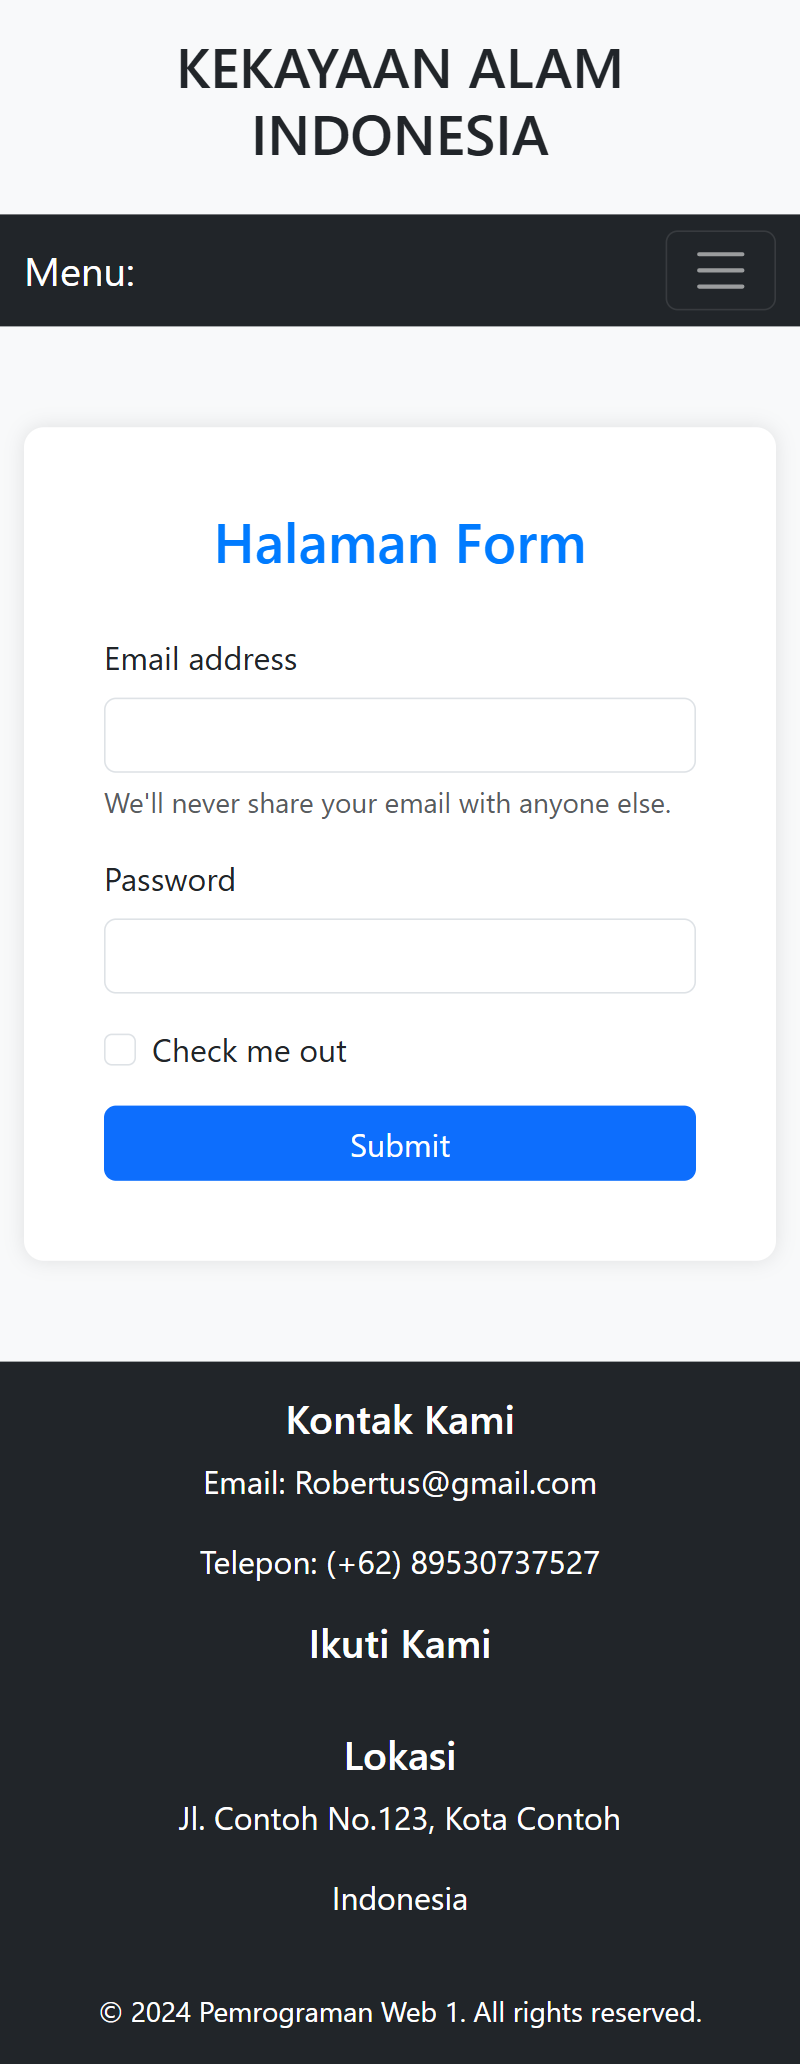 KEKAYAAN ALAM
INDONESIA
Menu:
Halaman Form
Email address
We'll never share your email with anyone else.
Password
Check me out
Submit
Kontak Kami
Email: Robertus@gmail.com
Telepon: (+62) 89530737527
Ikuti Kami
Lokasi
Jl. Contoh No.123, Kota Contoh
Indonesia
© 2024 Pemrograman Web 1. All rights reserved.